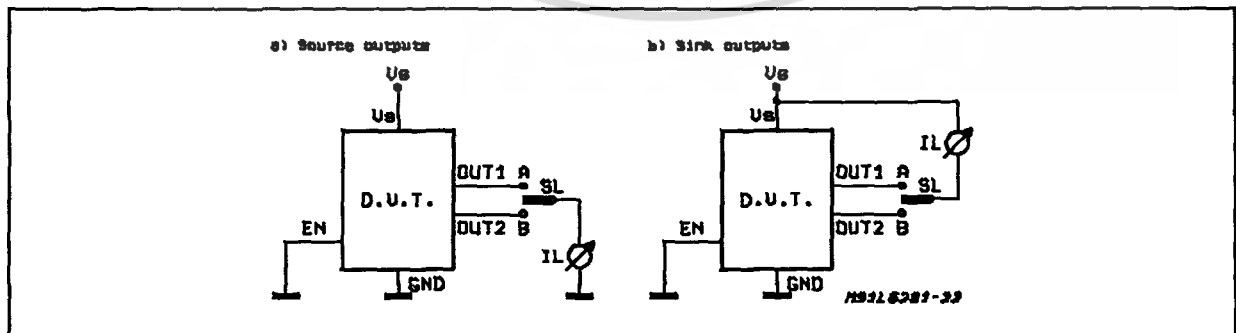 a) Source outputs
Vs
Vs
D.U.T.
OUT1 A
SL
OUT2 B
EN
IL
GND
b) Sink outputs
Vs
Vs
IL
D.U.T.
OUT1 A
SL
OUT2 B
EN
GND